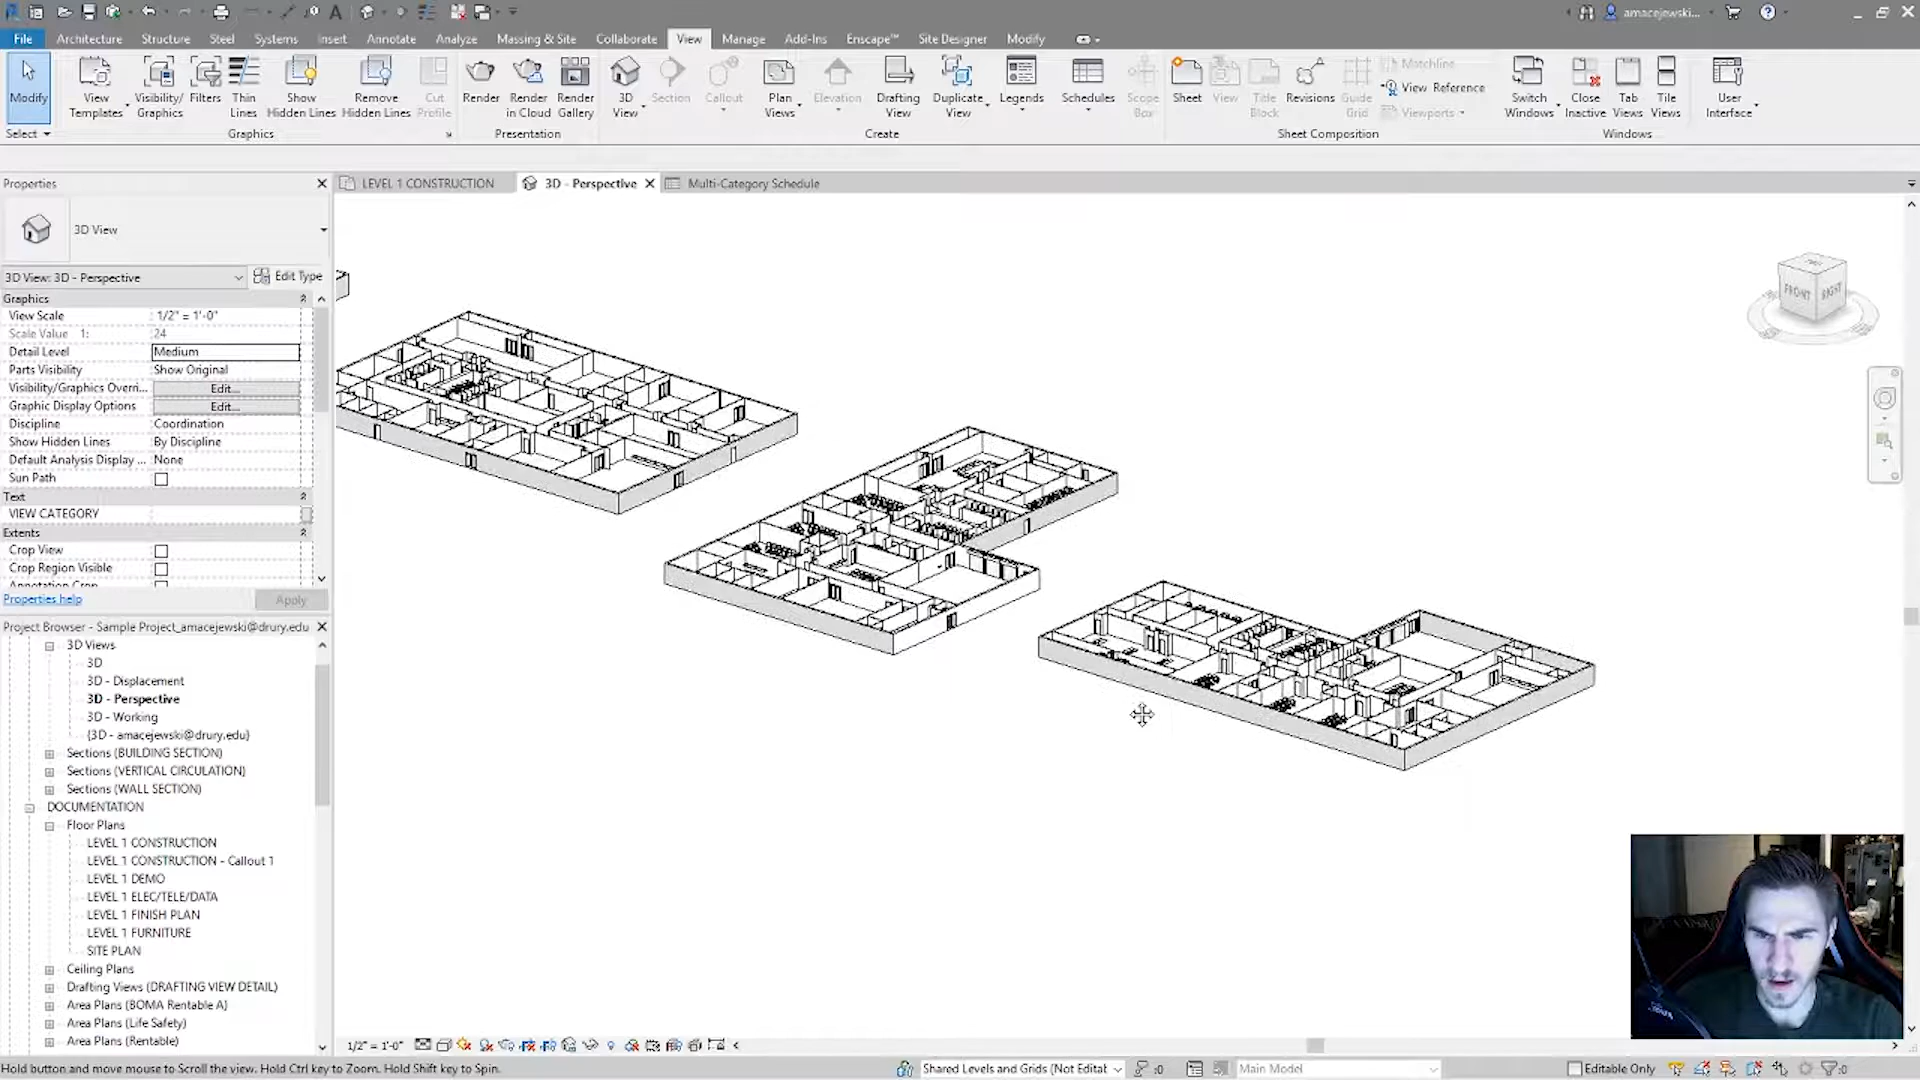 amacejewski...
File Architecture Structure Steel Systems Insert Annotate Analyze Massing & Site Collaborate View Manage Add-Ins Enscape™ Site Designer Modify
Modify
View Templates
Visibility/ Graphics
Filters
Thin Lines
Show Hidden Lines
Remove Hidden Lines
Cut Profile
Render
Render in Cloud
Render Gallery
3D View
Section
Callout
Plan Views
Elevation
Drafting View
Duplicate View
Legends
Schedules
Scope Box
Sheet
View
Title Block
Revisions
Guide Grid
Matchline
View Reference
Viewports
Switch Windows
Close Inactive
Tab Views
Tile Views
User Interface
Select Graphics Presentation Create Sheet Composition Windows
Properties
LEVEL 1 CONSTRUCTION
3D - Perspective
Multi-Category Schedule
3D View
3D View: 3D - Perspective
Edit Type
Graphics
View Scale 1/2" = 1'-0"
Scale Value 1: 24
Detail Level Medium
Parts Visibility Show Original
Visibility/Graphics Overri... Edit...
Graphic Display Options Edit...
Discipline Coordination
Show Hidden Lines By Discipline
Default Analysis Display ... None
Sun Path
Text
VIEW CATEGORY
Extents
Crop View
Crop Region Visible
Annotation Crop
Properties help
Apply
Project Browser - Sample Project_amacejewski@drury.edu
3D Views
3D
3D - Displacement
3D - Perspective
3D - Working
{3D - amacejewski@drury.edu}
Sections (BUILDING SECTION)
Sections (VERTICAL CIRCULATION)
Sections (WALL SECTION)
DOCUMENTATION
Floor Plans
LEVEL 1 CONSTRUCTION
LEVEL 1 CONSTRUCTION - Callout 1
LEVEL 1 DEMO
LEVEL 1 ELEC/TELE/DATA
LEVEL 1 FINISH PLAN
LEVEL 1 FURNITURE
SITE PLAN
Ceiling Plans
Drafting Views (DRAFTING VIEW DETAIL)
Area Plans (BOMA Rentable A)
Area Plans (Life Safety)
Area Plans (Rentable)
FRONT RIGHT
1/2" = 1'-0"
Hold button and move mouse to Scroll the view. Hold Ctrl key to Zoom. Hold Shift key to Spin.
Shared Levels and Grids (Not Editat
:0
Main Model
Editable Only
:0